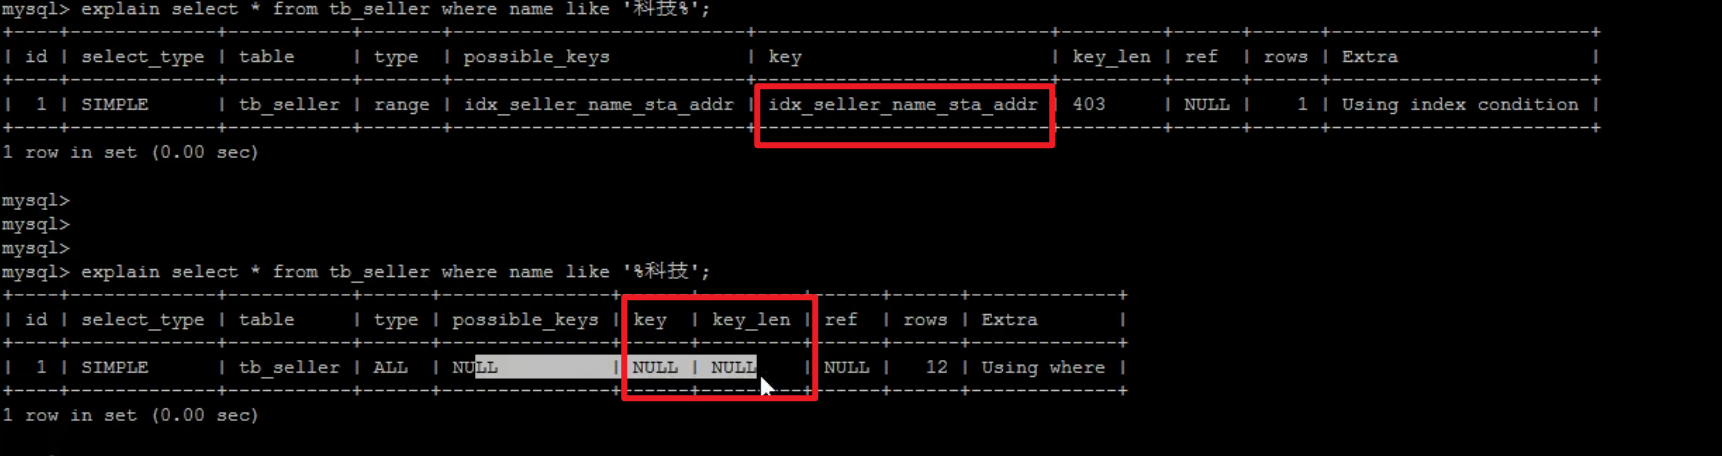 mysql> explain select * from tb_seller where name like '科技%';
+----+-------------+-----------+-------+--------------------------+--------------------------+---------+------+------+-----------------------+
| id | select_type | table     | type  | possible_keys            | key                      | key_len | ref  | rows | Extra                 |
+----+-------------+-----------+-------+--------------------------+--------------------------+---------+------+------+-----------------------+
|  1 | SIMPLE      | tb_seller | range | idx_seller_name_sta_addr | idx_seller_name_sta_addr | 403     | NULL |    1 | Using index condition |
+----+-------------+-----------+-------+--------------------------+--------------------------+---------+------+------+-----------------------+
1 row in set (0.00 sec)
mysql>
mysql>
mysql>
mysql> explain select * from tb_seller where name like '%科技';
+----+-------------+-----------+------+---------------+------+---------+------+------+-------------+
| id | select_type | table     | type | possible_keys | key  | key_len | ref  | rows | Extra       |
+----+-------------+-----------+------+---------------+------+---------+------+------+-------------+
|  1 | SIMPLE      | tb_seller | ALL  | NULL          | NULL | NULL    | NULL |   12 | Using where |
+----+-------------+-----------+------+---------------+------+---------+------+------+-------------+
1 row in set (0.00 sec)